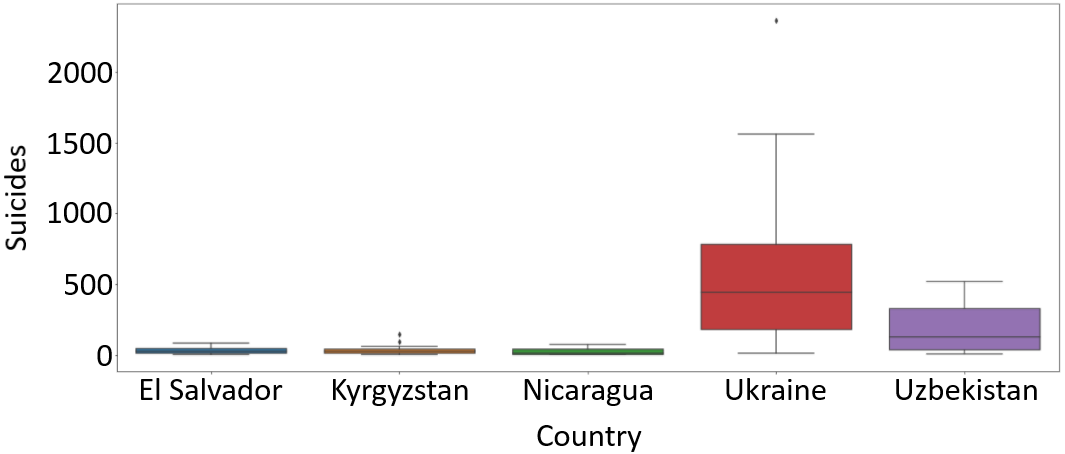 2000
1500
1000
500
0
Suicides
El Salvador
Kyrgyzstan
Nicaragua
Ukraine
Uzbekistan
Country